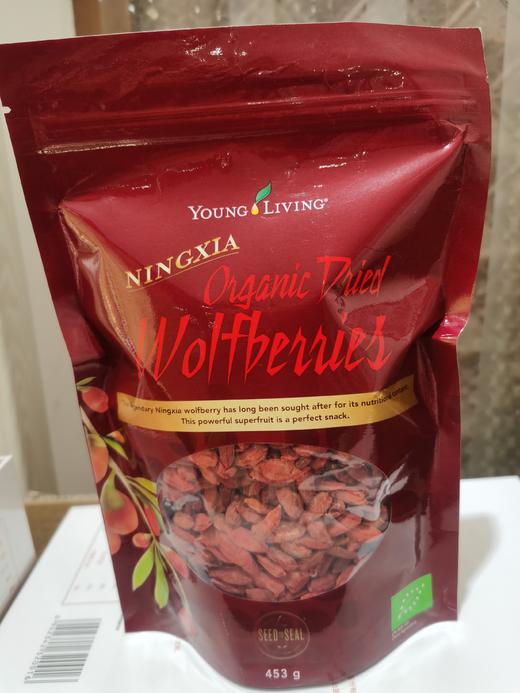 YOUNG LIVING®
NINGXIA
Organic Dried
Wolfberries
legendary Ningxia wolfberry has long been sought after for its nutritional content.
This powerful superfruit is a perfect snack.
SEED TO SEAL
453 g